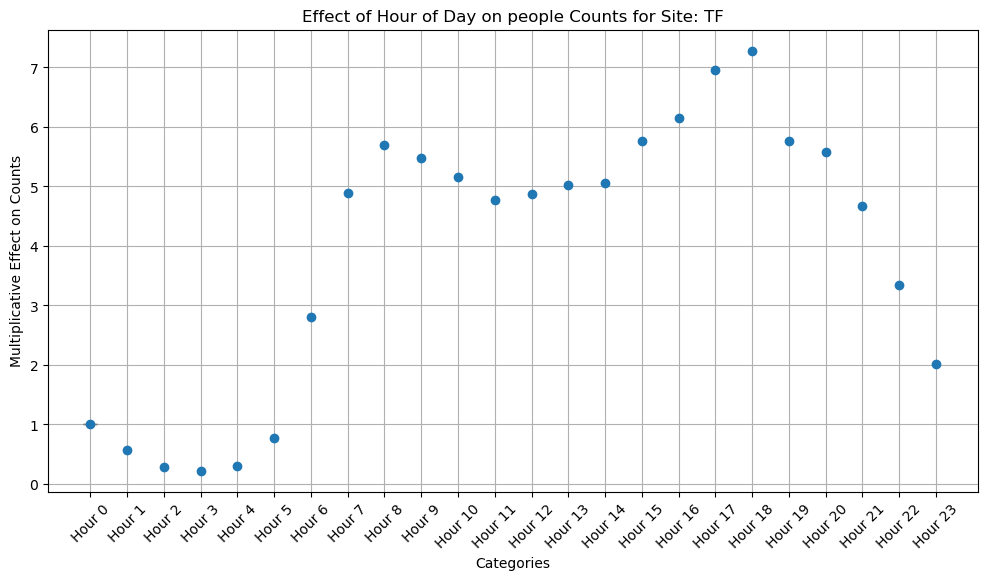 Effect of Hour of Day on people Counts for Site: TF
Multiplicative Effect on Counts
7
6
5
4
3
2
1
0
Hour 0
Hour 1
Hour 2
Hour 3
Hour 4
Hour 5
Hour 6
Hour 7
Hour 8
Hour 9
Hour 10
Hour 11
Hour 12
Hour 13
Hour 14
Hour 15
Hour 16
Hour 17
Hour 18
Hour 19
Hour 20
Hour 21
Hour 22
Hour 23
Categories